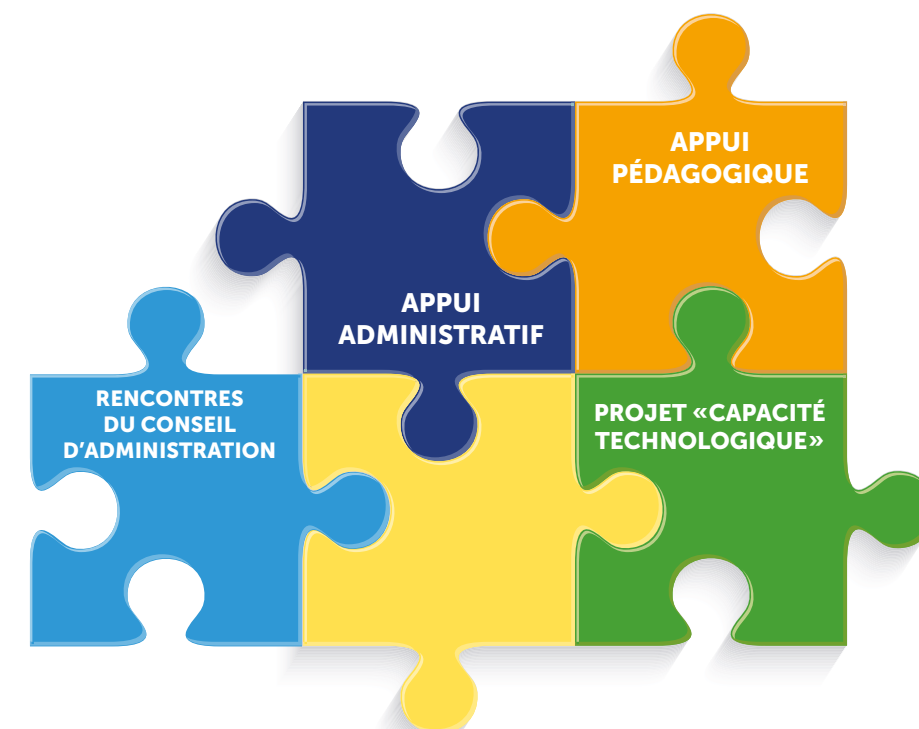 APPUI
PÉDAGOGIQUE
APPUI
ADMINISTRATIF
RENCONTRES
DU CONSEIL
D'ADMINISTRATION
PROJET «CAPACITÉ
TECHNOLOGIQUE»